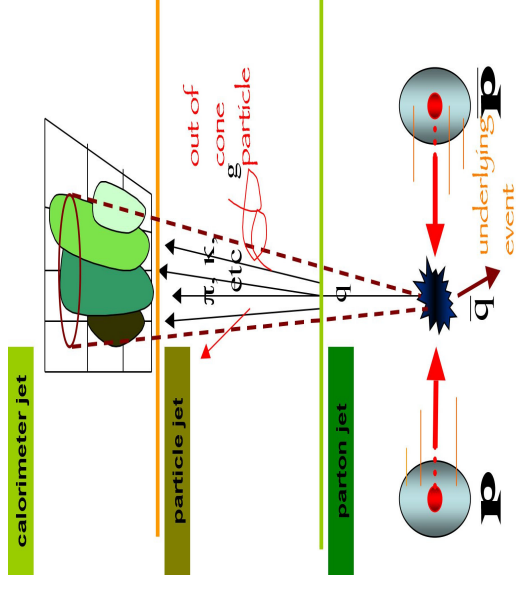 calorimeter jet
particle jet
parton jet
out of
cone
particle
g
π, κ,
etc
q
p
p̅
q̅
underlying
event